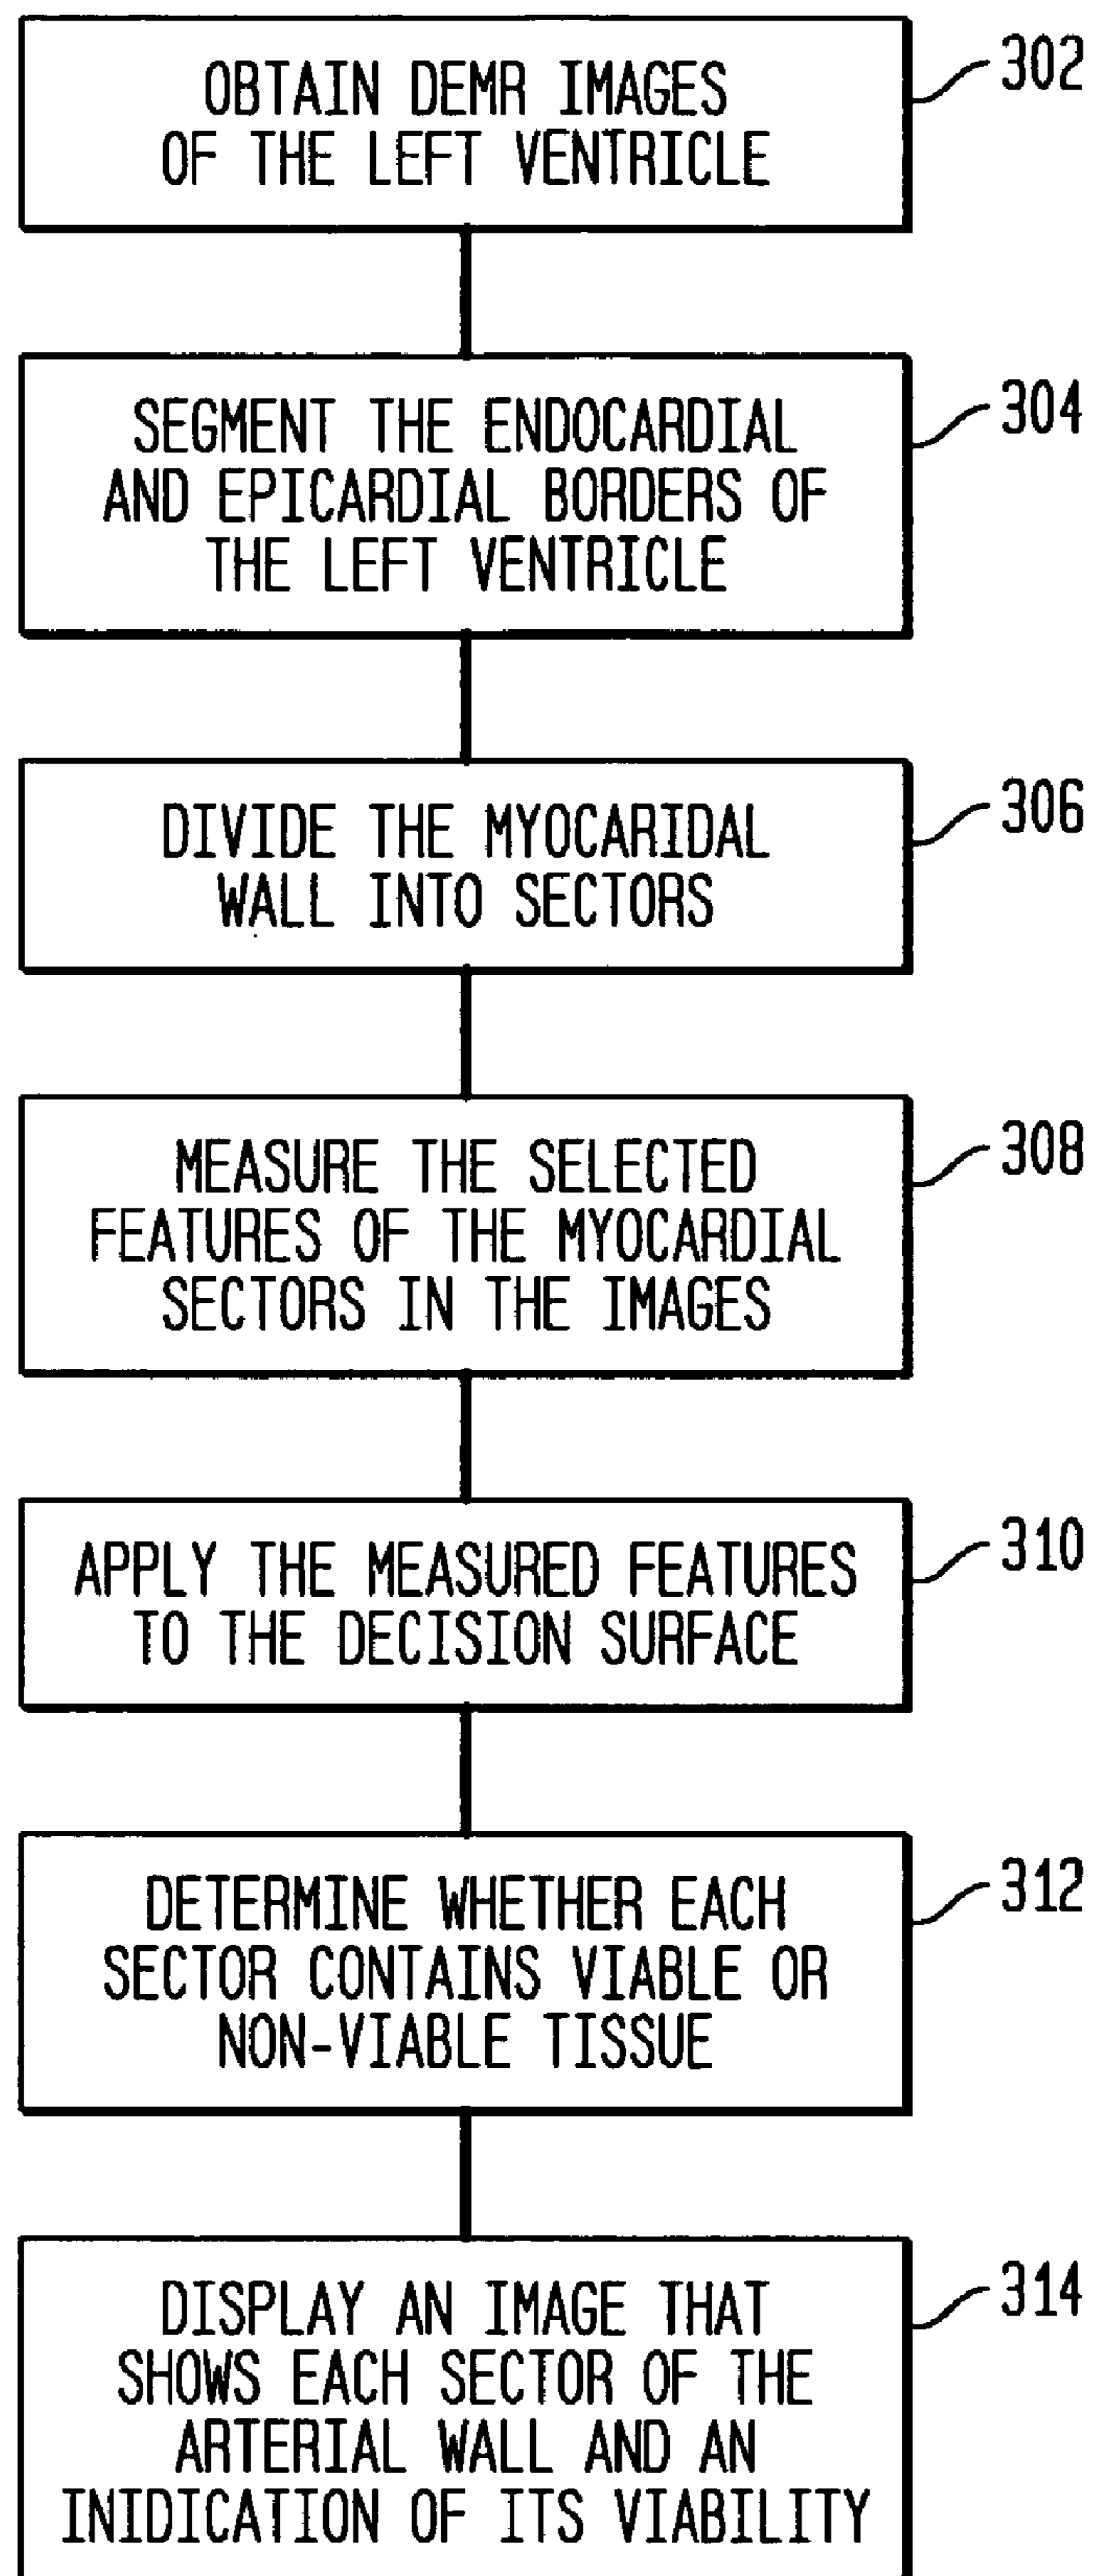 OBTAIN DEMR IMAGES
OF THE LEFT VENTRICLE
302
SEGMENT THE ENDOCARDIAL
AND EPICARDIAL BORDERS OF
THE LEFT VENTRICLE
304
DIVIDE THE MYOCARIDAL
WALL INTO SECTORS
306
MEASURE THE SELECTED
FEATURES OF THE MYOCARDIAL
SECTORS IN THE IMAGES
308
APPLY THE MEASURED FEATURES
TO THE DECISION SURFACE
310
DETERMINE WHETHER EACH
SECTOR CONTAINS VIABLE OR
NON-VIABLE TISSUE
312
DISPLAY AN IMAGE THAT
SHOWS EACH SECTOR OF THE
ARTERIAL WALL AND AN
INIDICATION OF ITS VIABILITY
314